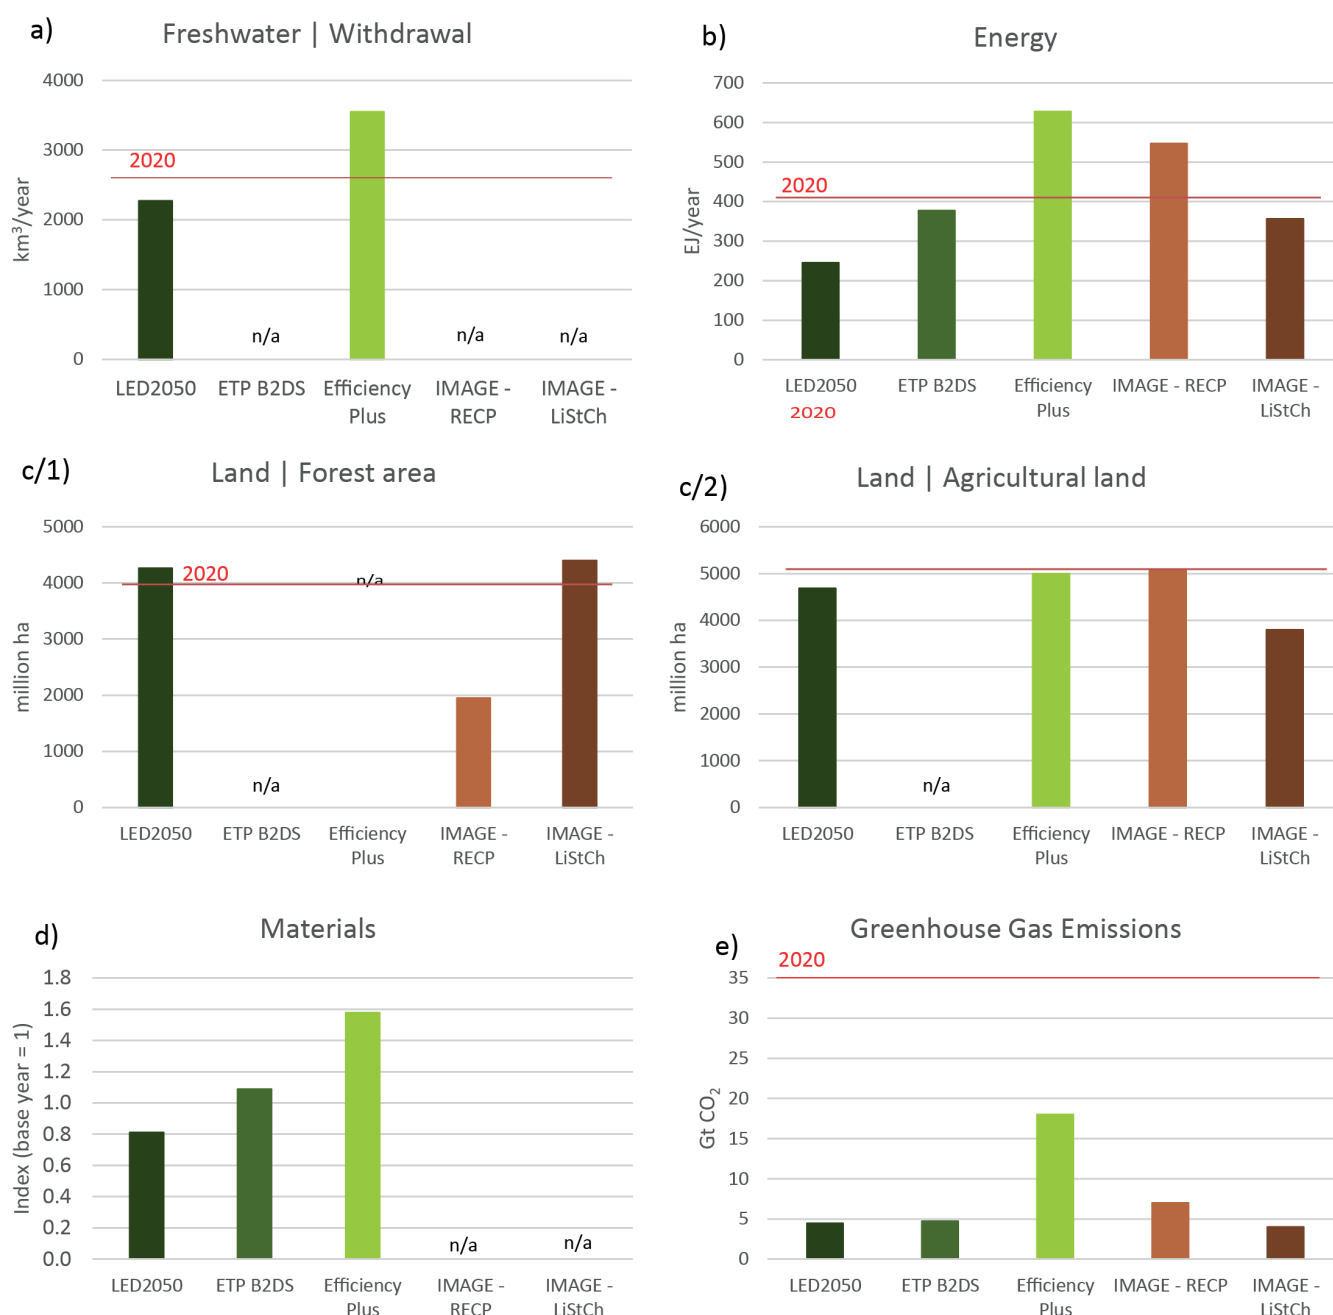 a)
Freshwater | Withdrawal
4000
3000
2000
1000
0
km³/year
2020
n/a
n/a
n/a
LED2050
ETP B2DS
Efficiency
Plus
IMAGE -
RECP
IMAGE -
LiStCh
b)
Energy
700
600
500
400
300
200
100
0
EJ/year
2020
LED2050
2020
ETP B2DS
Efficiency
Plus
IMAGE - RECP
IMAGE -
LiStCh
c/1)
Land | Forest area
5000
4000
3000
2000
1000
0
million ha
2020
n/a
n/a
LED2050
ETP B2DS
Efficiency
Plus
IMAGE -
RECP
IMAGE -
LiStCh
c/2)
Land | Agricultural land
6000
5000
4000
3000
2000
1000
0
million ha
n/a
LED2050
ETP B2DS
Efficiency
Plus
IMAGE - RECP
IMAGE -
LiStCh
d)
Materials
1.8
1.6
1.4
1.2
1.0
0.8
0.6
0.4
0.2
0.0
Index (base year = 1)
n/a
n/a
LED2050
ETP B2DS
Efficiency
Plus
IMAGE -
RECP
IMAGE -
LiStCh
e)
Greenhouse Gas Emissions
2020
35
30
25
20
15
10
5
0
Gt CO₂
LED2050
ETP B2DS
Efficiency
Plus
IMAGE - RECP
IMAGE -
LiStCh